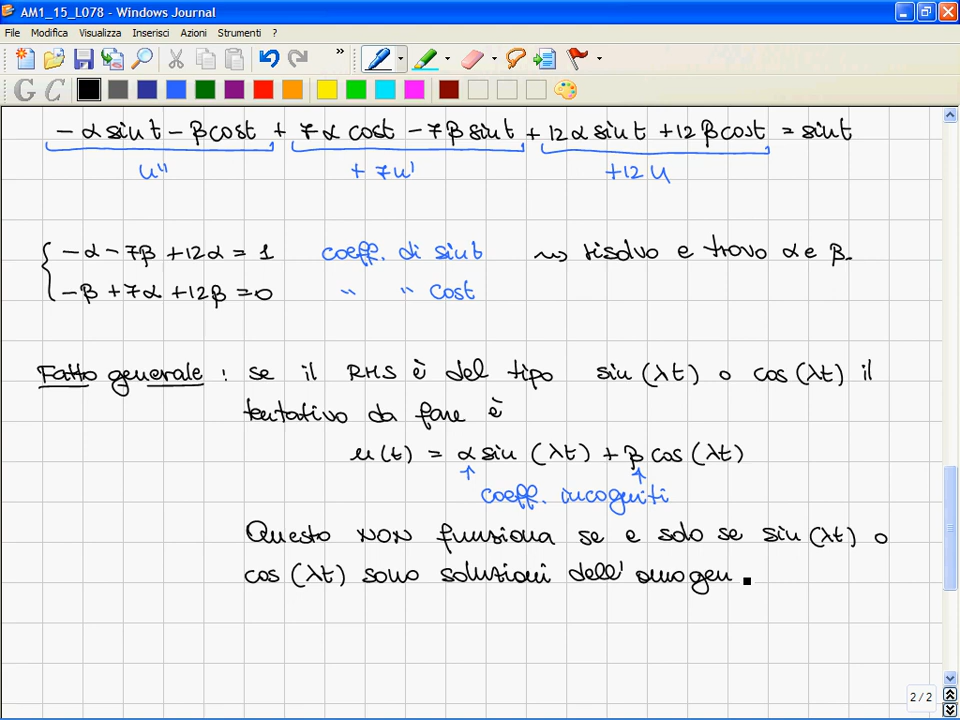 AM1_15_L078 - Windows Journal
File Modifica Visualizza Inserisci Azioni Strumenti ?
- α sin t - β cos t + 7α cos t - 7β sin t + 12 α sin t + 12 β cos t = sin t
u'' + 7u' + 12 u
- α - 7β + 12α = 1 coeff. di sin t ⇝ risolvo e trovo α e β.
- β + 7α + 12β = 0 " " cos t
Fatto generale : se il RHS è del tipo sin (λt) o cos (λt) il
tentativo da fare è
u(t) = α sin (λt) + β cos (λt)
↑ ↑
coeff. incogniti
Questo NON funziona se e solo se sin (λt) o
cos (λt) sono soluzioni dell' omogen.
2 / 2